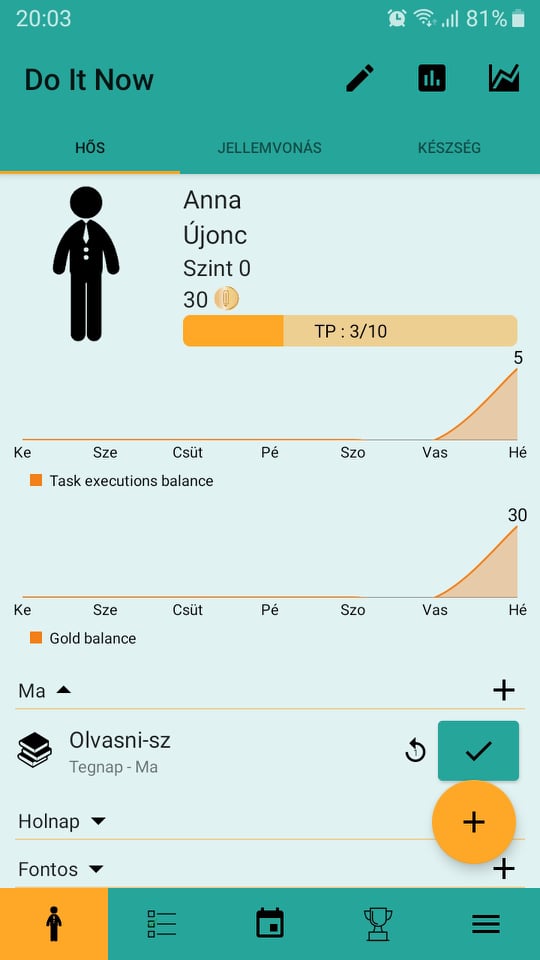 20:03 81%
Do It Now
HŐS JELLEMVONÁS KÉSZSÉG
Anna
Újonc
Szint 0
30
TP : 3/10
5
Ke Sze Csüt Pé Szo Vas Hé
Task executions balance
30
Ke Sze Csüt Pé Szo Vas Hé
Gold balance
Ma
Olvasni-sz
Tegnap - Ma
Holnap
Fontos